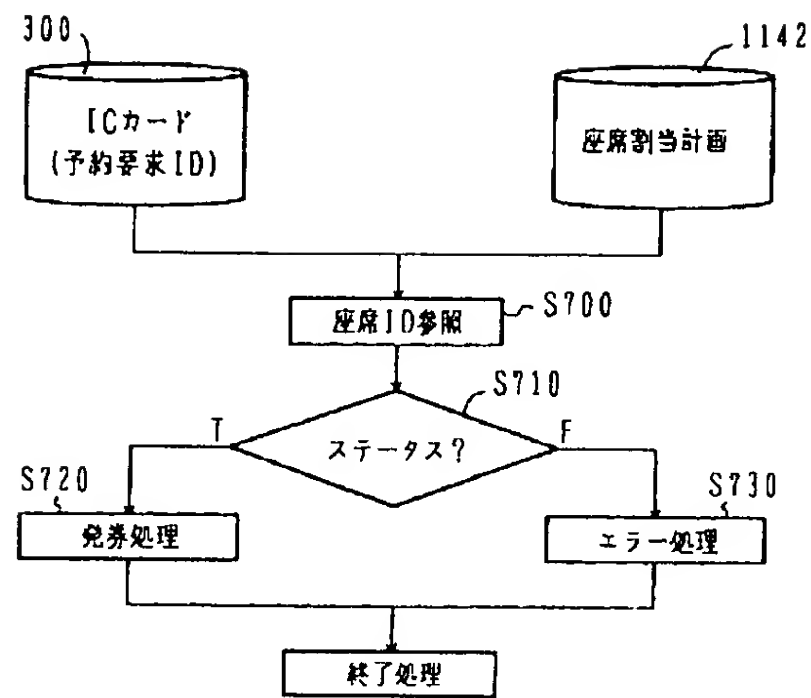 300
1142
ICカード
(予約要求ID)
座席割当計画
座席ID参照
S700
S710
T
ステータス?
F
S720
S730
発券処理
エラー処理
終了処理